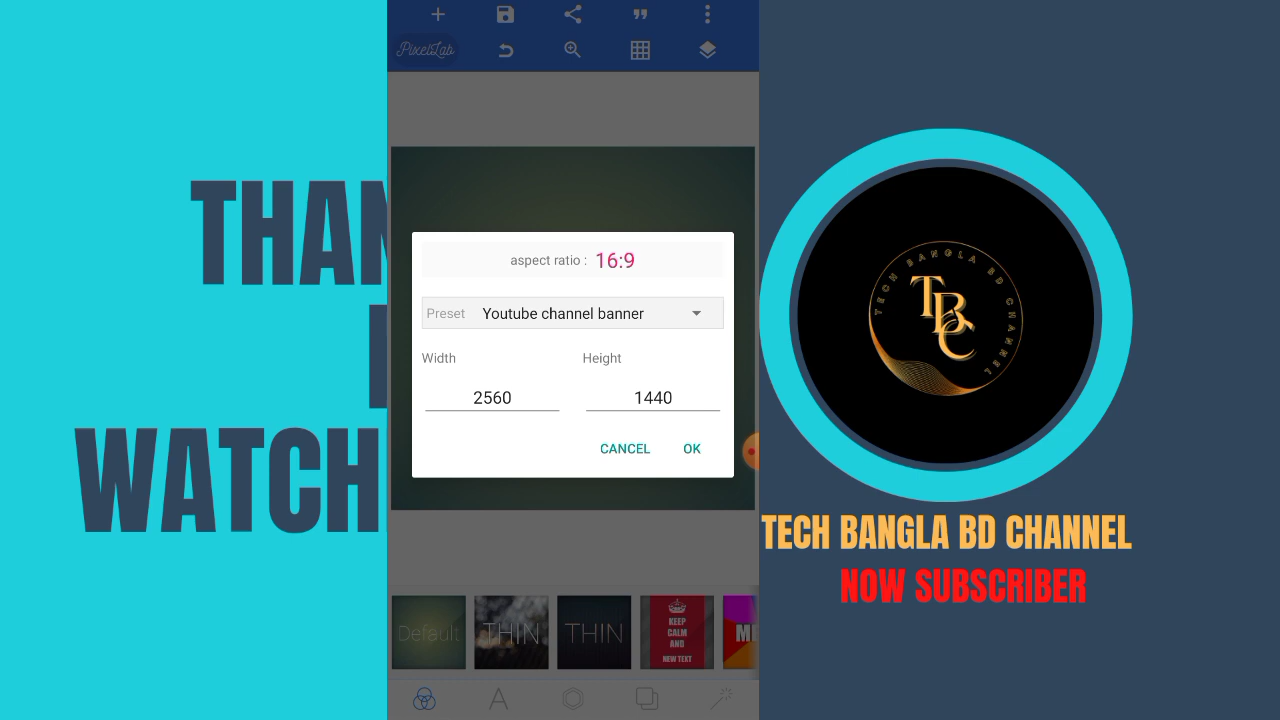 THAN
WATCH
PixelLab
aspect ratio : 16:9
Preset Youtube channel banner
Width Height
2560 1440
CANCEL OK
Default
THIN
THIN
KEEP
CALM
AND
NEW TEXT
TECH BANGLA BD CHANNEL
TBC
TECH BANGLA BD CHANNEL
NOW SUBSCRIBER